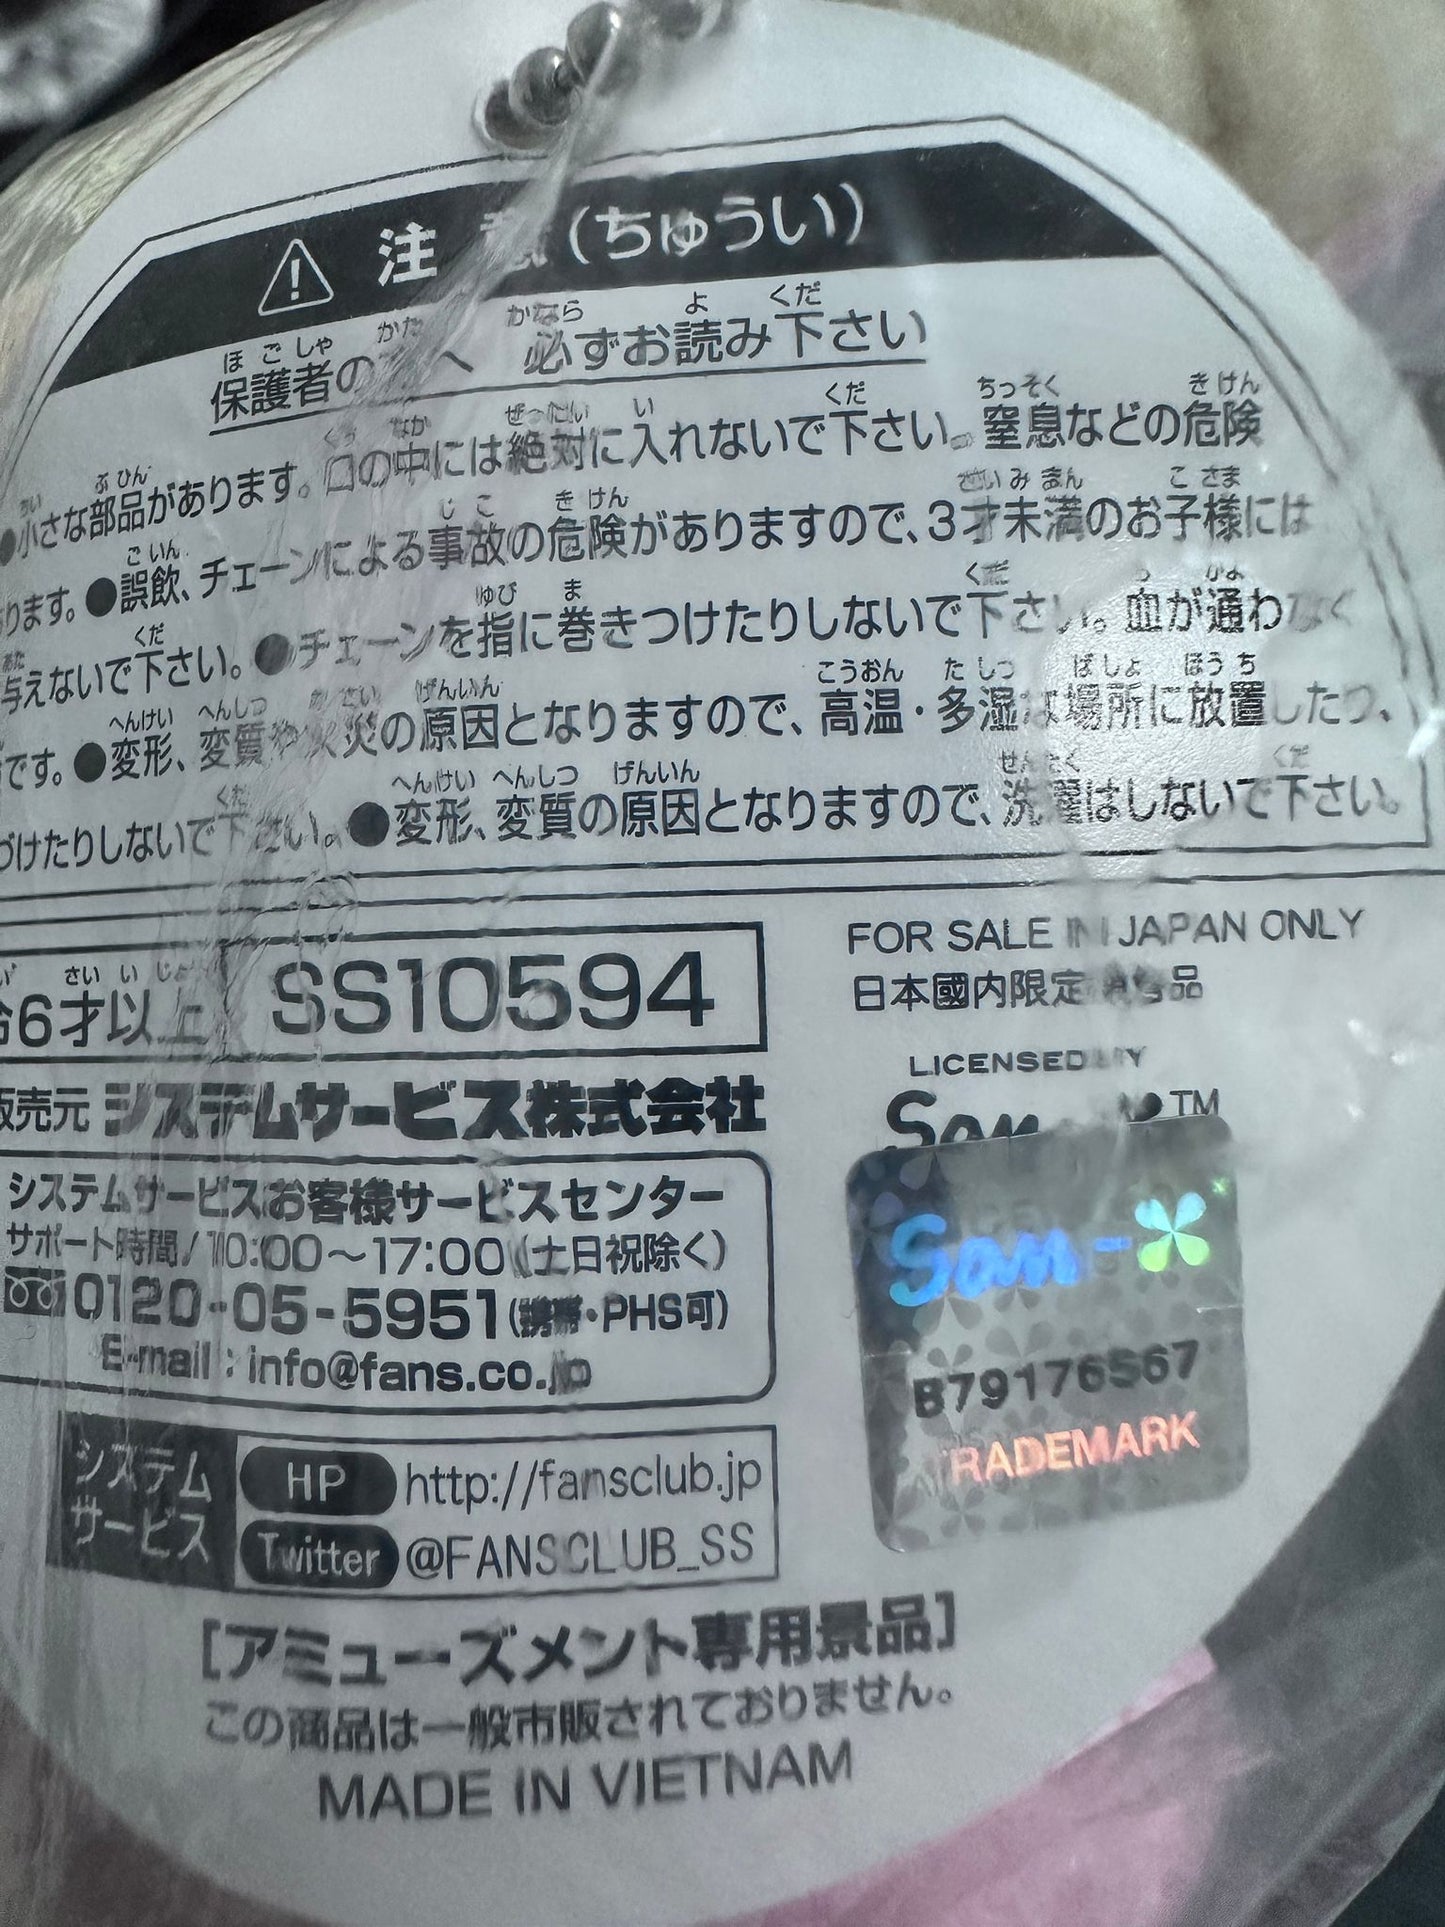 注意(ちゅうい)
保護者の方へ 必ずお読み下さい
●小さな部品があります。口の中には絶対に入れないで下さい。窒息などの危険
ります。●誤飲、チェーンによる事故の危険がありますので、3才未満のお子様には
与えないで下さい。●チェーンを指に巻きつけたりしないで下さい。血が通わなく
です。●変形、変質や火災の原因となりますので、高温・多湿な場所に放置したり、
づけたりしないで下さい。●変形、変質の原因となりますので、洗濯はしないで下さい。
齢6才以上 SS10594
FOR SALE IN JAPAN ONLY
日本國内限定販售品
販売元 システムサービス株式会社
LICENSED BY
San-X™
システムサービスお客様サービスセンター
サポート時間/10:00〜17:00(土日祝除く)
0120-05-5951(携帯・PHS可)
E-mail:info@fans.co.jp
San-X
B79176567
TRADEMARK
システムサービス
HP http://fansclub.jp
Twitter @FANSCLUB_SS
[アミューズメント専用景品]
この商品は一般市販されておりません。
MADE IN VIETNAM